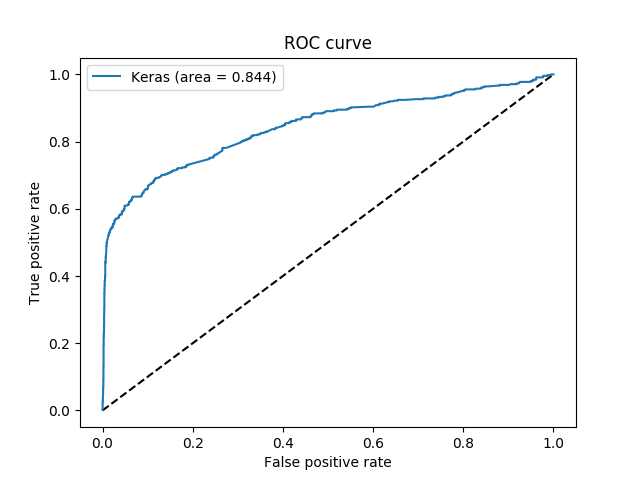 ROC curve
Keras (area = 0.844)
True positive rate
1.0
0.8
0.6
0.4
0.2
0.0
0.0 0.2 0.4 0.6 0.8 1.0
False positive rate